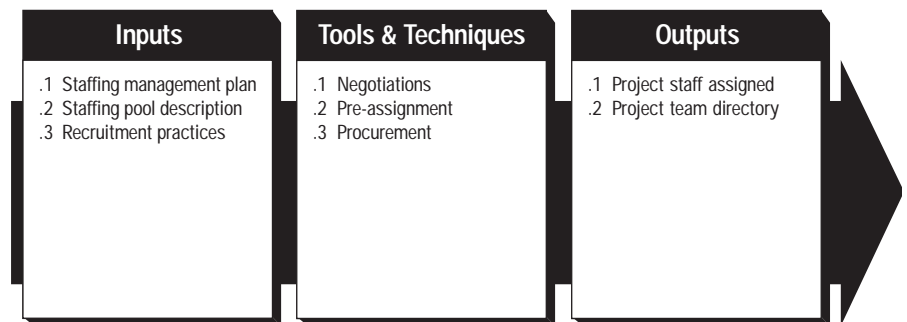 Inputs
.1 Staffing management plan
.2 Staffing pool description
.3 Recruitment practices
Tools & Techniques
.1 Negotiations
.2 Pre-assignment
.3 Procurement
Outputs
.1 Project staff assigned
.2 Project team directory